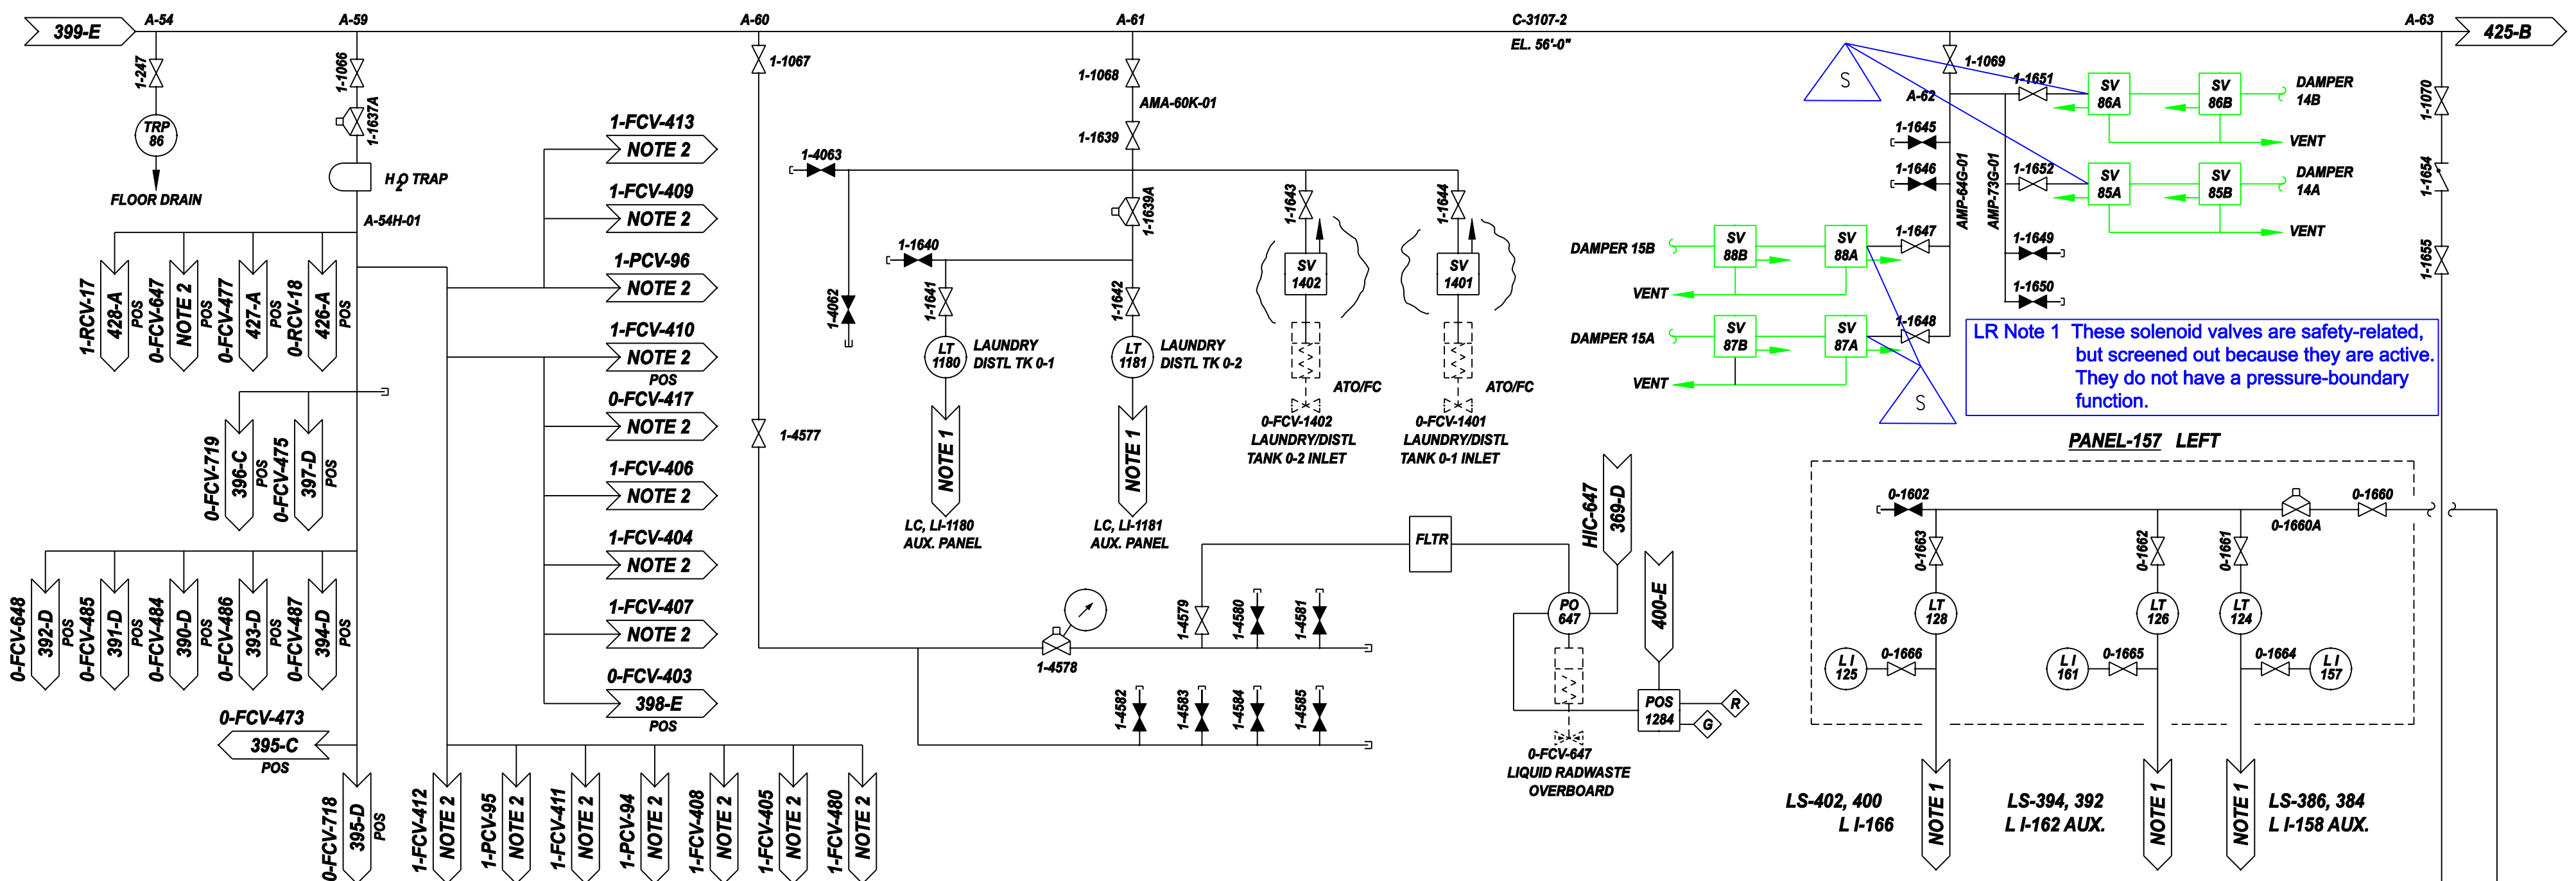 399-E
A-54
A-59
A-60
A-61
C-3107-2
EL. 56'-0"
A-63
425-B
1-247
TRP
86
FLOOR DRAIN
1-1066
1-1637A
H2O TRAP
A-54H-01
1-RCV-17
428-A
POS
0-FCV-647
NOTE 2
POS
0-FCV-477
427-A
POS
0-RCV-18
426-A
POS
0-FCV-719
396-C
POS
0-FCV-475
397-D
POS
0-FCV-648
392-D
POS
0-FCV-485
391-D
POS
0-FCV-484
390-D
POS
0-FCV-486
393-D
POS
0-FCV-487
394-D
POS
0-FCV-473
395-C
POS
0-FCV-718
395-D
POS
1-FCV-413
NOTE 2
1-FCV-409
NOTE 2
1-PCV-96
NOTE 2
1-FCV-410
NOTE 2
POS
0-FCV-417
NOTE 2
1-FCV-406
NOTE 2
1-FCV-404
NOTE 2
1-FCV-407
NOTE 2
0-FCV-403
398-E
POS
1-FCV-412
NOTE 2
1-PCV-95
NOTE 2
1-FCV-411
NOTE 2
1-PCV-94
NOTE 2
1-FCV-408
NOTE 2
1-FCV-405
NOTE 2
1-FCV-480
NOTE 2
1-1067
1-4577
1-1068
AMA-60K-01
1-1639
1-4063
1-4062
1-1639A
1-1640
1-1641
1-1642
LT
1180
LAUNDRY
DISTL TK 0-1
LT
1181
LAUNDRY
DISTL TK 0-2
NOTE 1
LC, LI-1180
AUX. PANEL
NOTE 1
LC, LI-1181
AUX. PANEL
1-1643
SV
1402
ATO/FC
0-FCV-1402
LAUNDRY/DISTL
TANK 0-2 INLET
1-1644
SV
1401
ATO/FC
0-FCV-1401
LAUNDRY/DISTL
TANK 0-1 INLET
1-4578
1-4579
1-4580
1-4581
1-4582
1-4583
1-4584
1-4585
FLTR
HIC-647
369-D
400-E
PO
647
POS
1284
R
G
0-FCV-647
LIQUID RADWASTE
OVERBOARD
S
1-1069
A-62
1-1645
1-1646
AMP-64G-01
AMP-73G-01
1-1651
SV
86A
SV
86B
DAMPER
14B
VENT
1-1652
SV
85A
SV
85B
DAMPER
14A
VENT
1-1649
1-1650
DAMPER 15B
SV
88B
SV
88A
1-1647
VENT
DAMPER 15A
SV
87B
SV
87A
1-1648
VENT
S
1-1070
1-1654
1-1655
LR Note 1 These solenoid valves are safety-related,
but screened out because they are active.
They do not have a pressure-boundary
function.
PANEL-157 LEFT
0-1602
0-1660A
0-1660
0-1663
0-1662
0-1661
LT
128
LT
126
LT
124
L I
125
0-1666
L I
161
0-1665
0-1664
L I
157
LS-402, 400
L I-166
NOTE 1
LS-394, 392
L I-162 AUX.
NOTE 1
NOTE 1
LS-386, 384
L I-158 AUX.